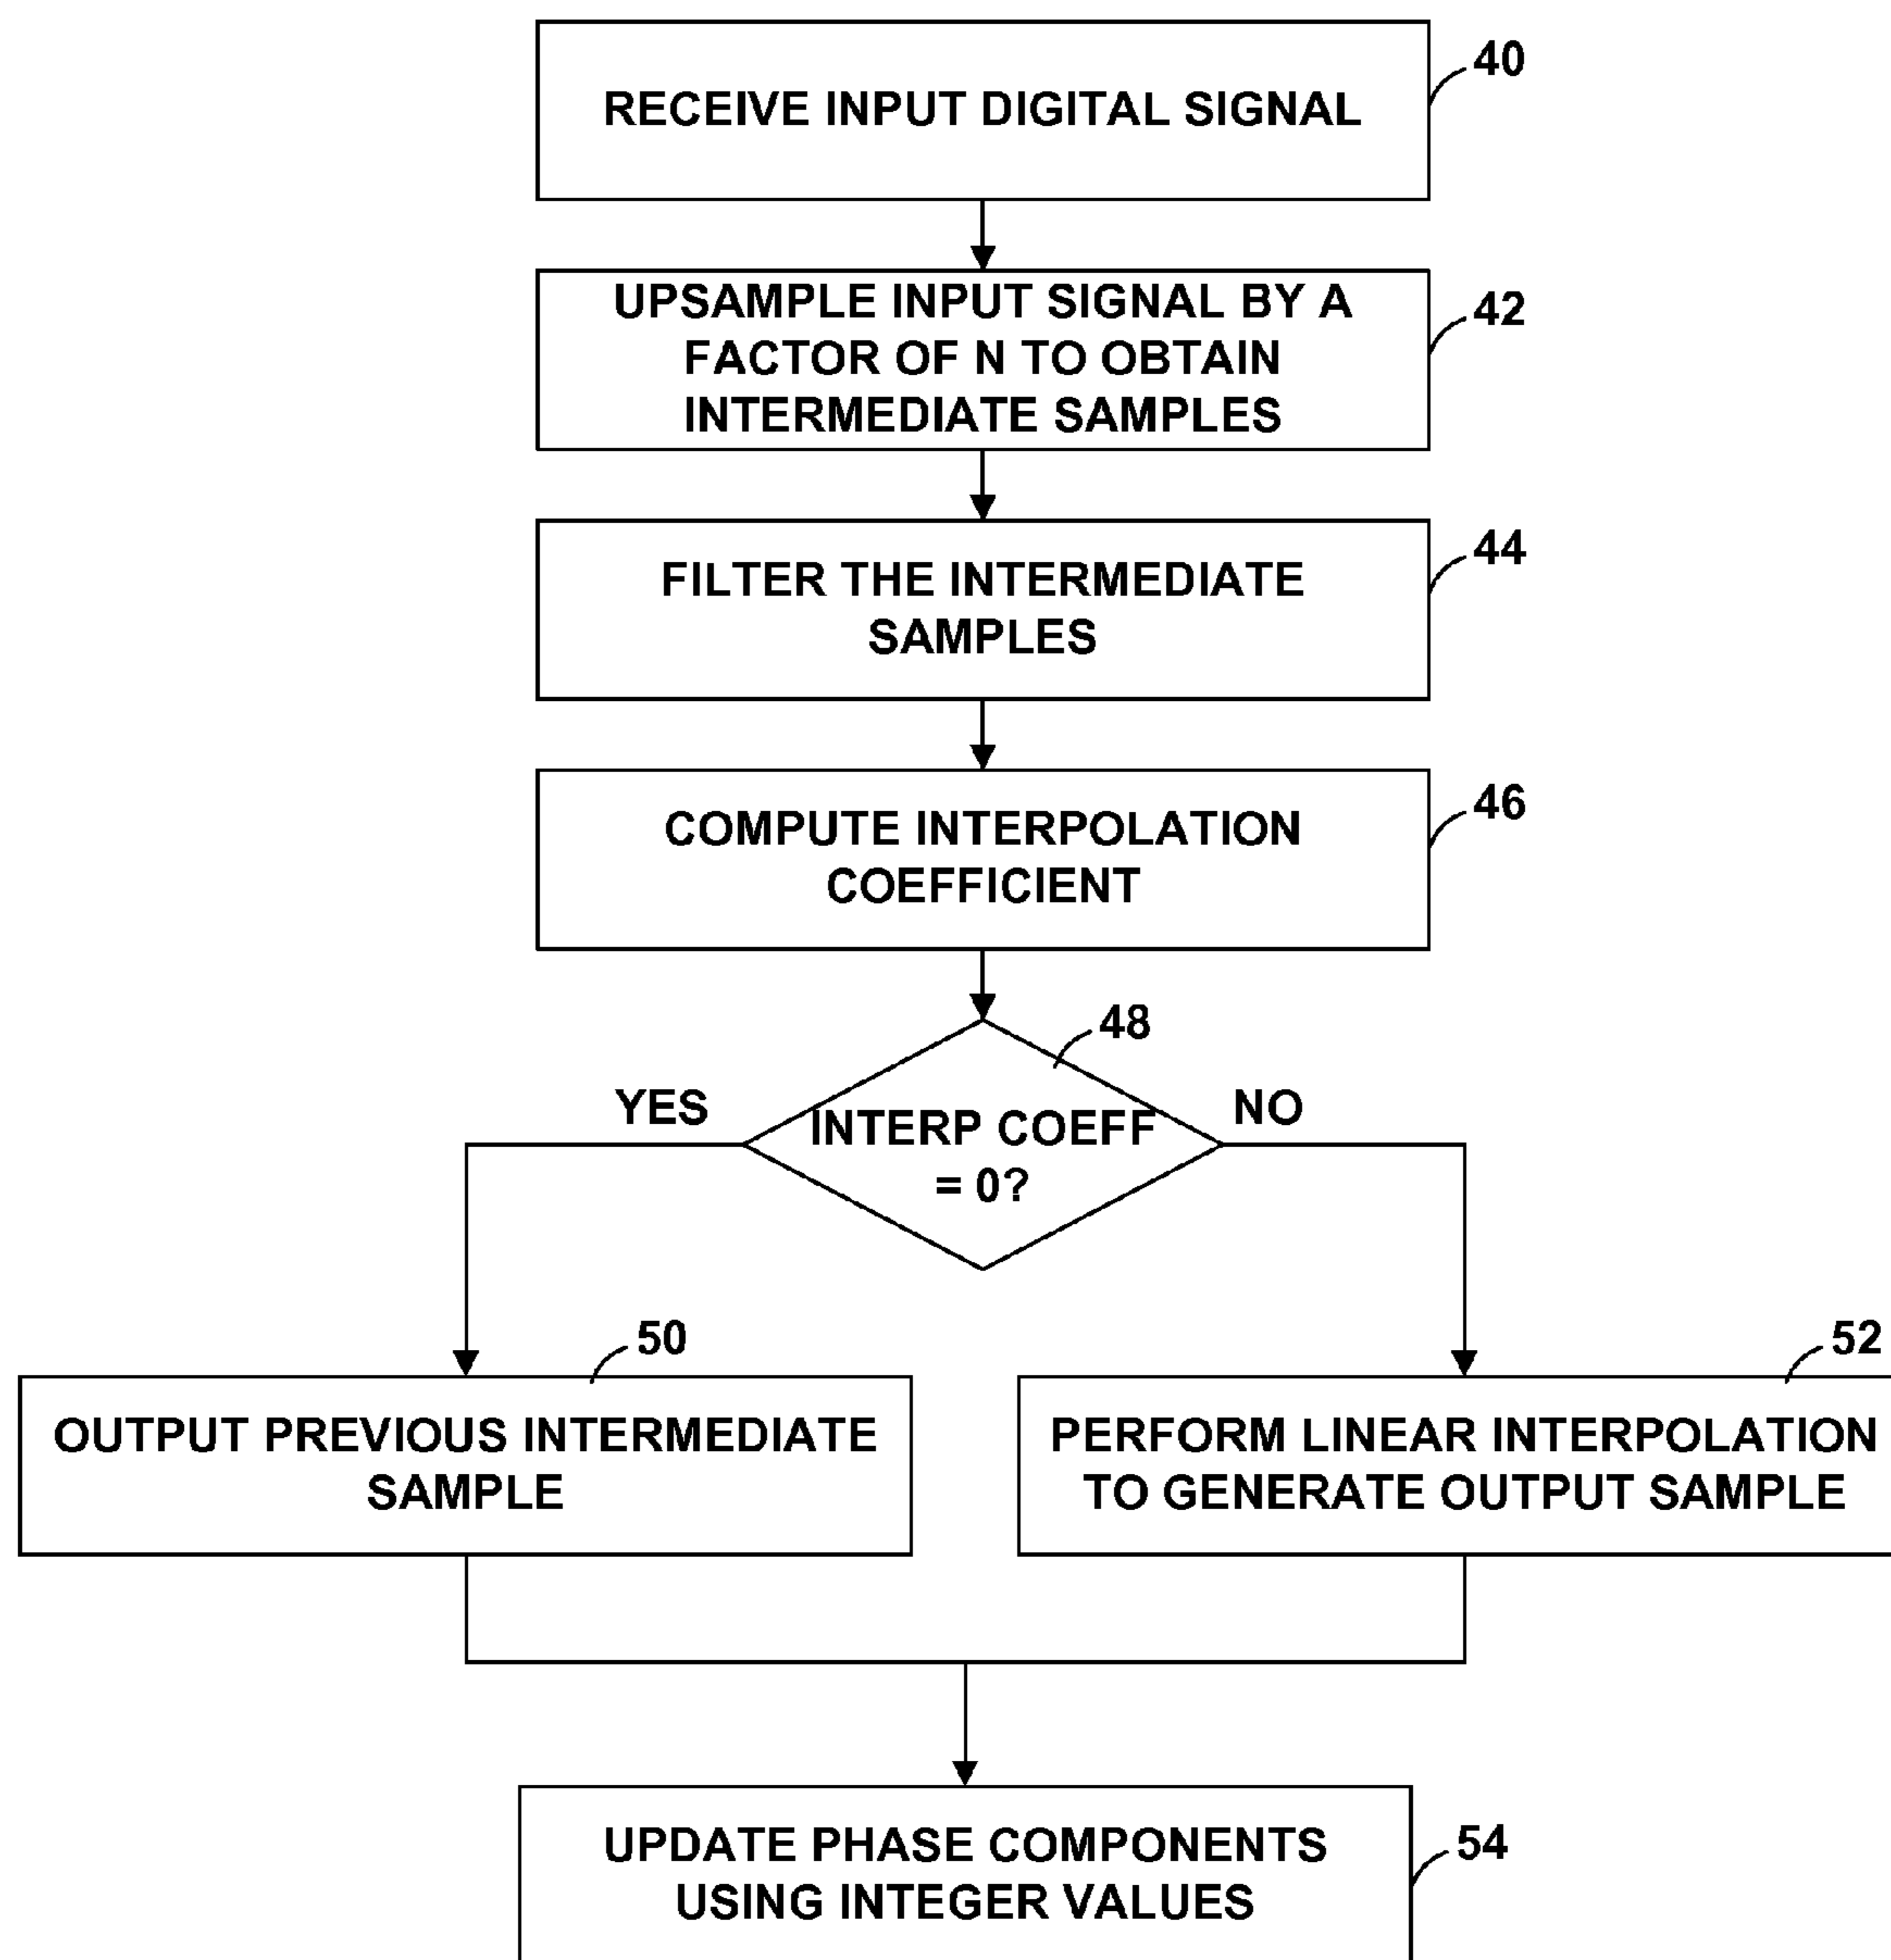 RECEIVE INPUT DIGITAL SIGNAL
40
UPSAMPLE INPUT SIGNAL BY A
FACTOR OF N TO OBTAIN
INTERMEDIATE SAMPLES
42
FILTER THE INTERMEDIATE
SAMPLES
44
COMPUTE INTERPOLATION
COEFFICIENT
46
48
YES
INTERP COEFF
= 0?
NO
50
OUTPUT PREVIOUS INTERMEDIATE
SAMPLE
52
PERFORM LINEAR INTERPOLATION
TO GENERATE OUTPUT SAMPLE
UPDATE PHASE COMPONENTS
USING INTEGER VALUES
54